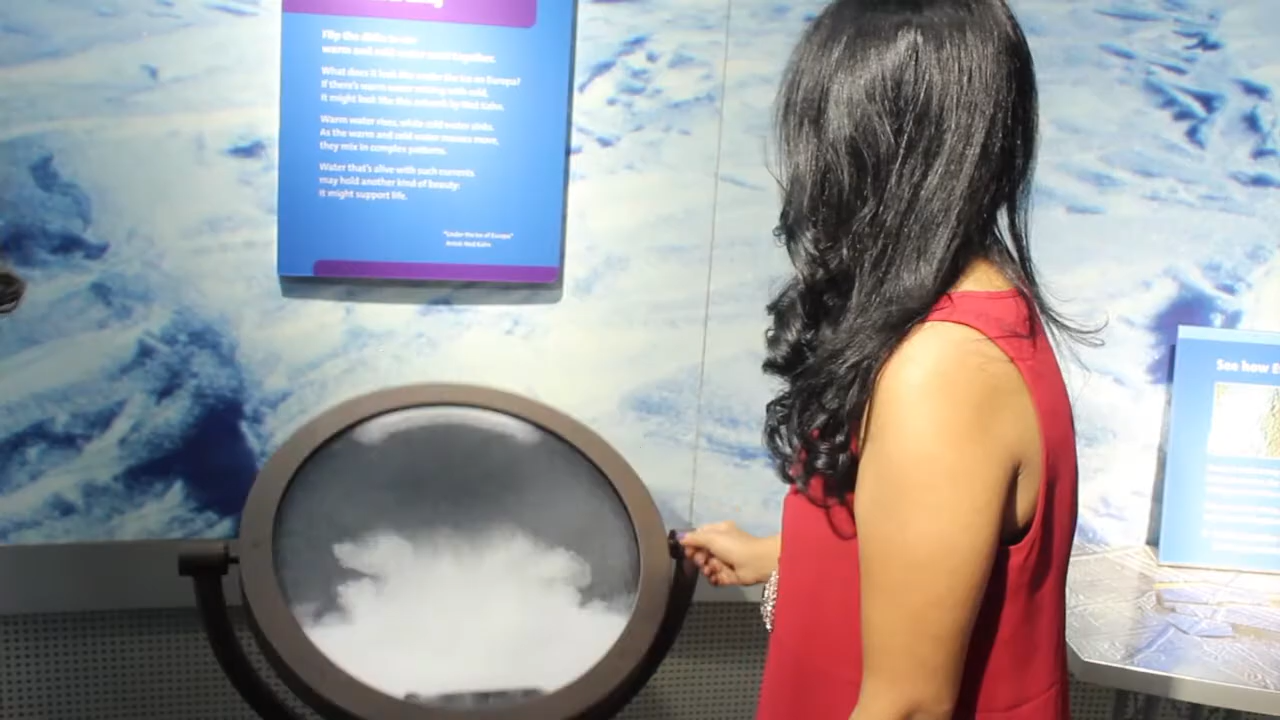 Flip the disks to see
warm and cold water swirl together.
What does it look like under the ice on Europa?
If there's warm water mixing with cold,
it might look like this artwork by Ned Kahn.
Warm water rises, while cold water sinks.
As the warm and cold water masses move,
they mix in complex patterns.
Water that's alive with such currents
may hold another kind of beauty:
it might support life.
"Under the Ice of Europa"
Artist: Ned Kahn
See how E